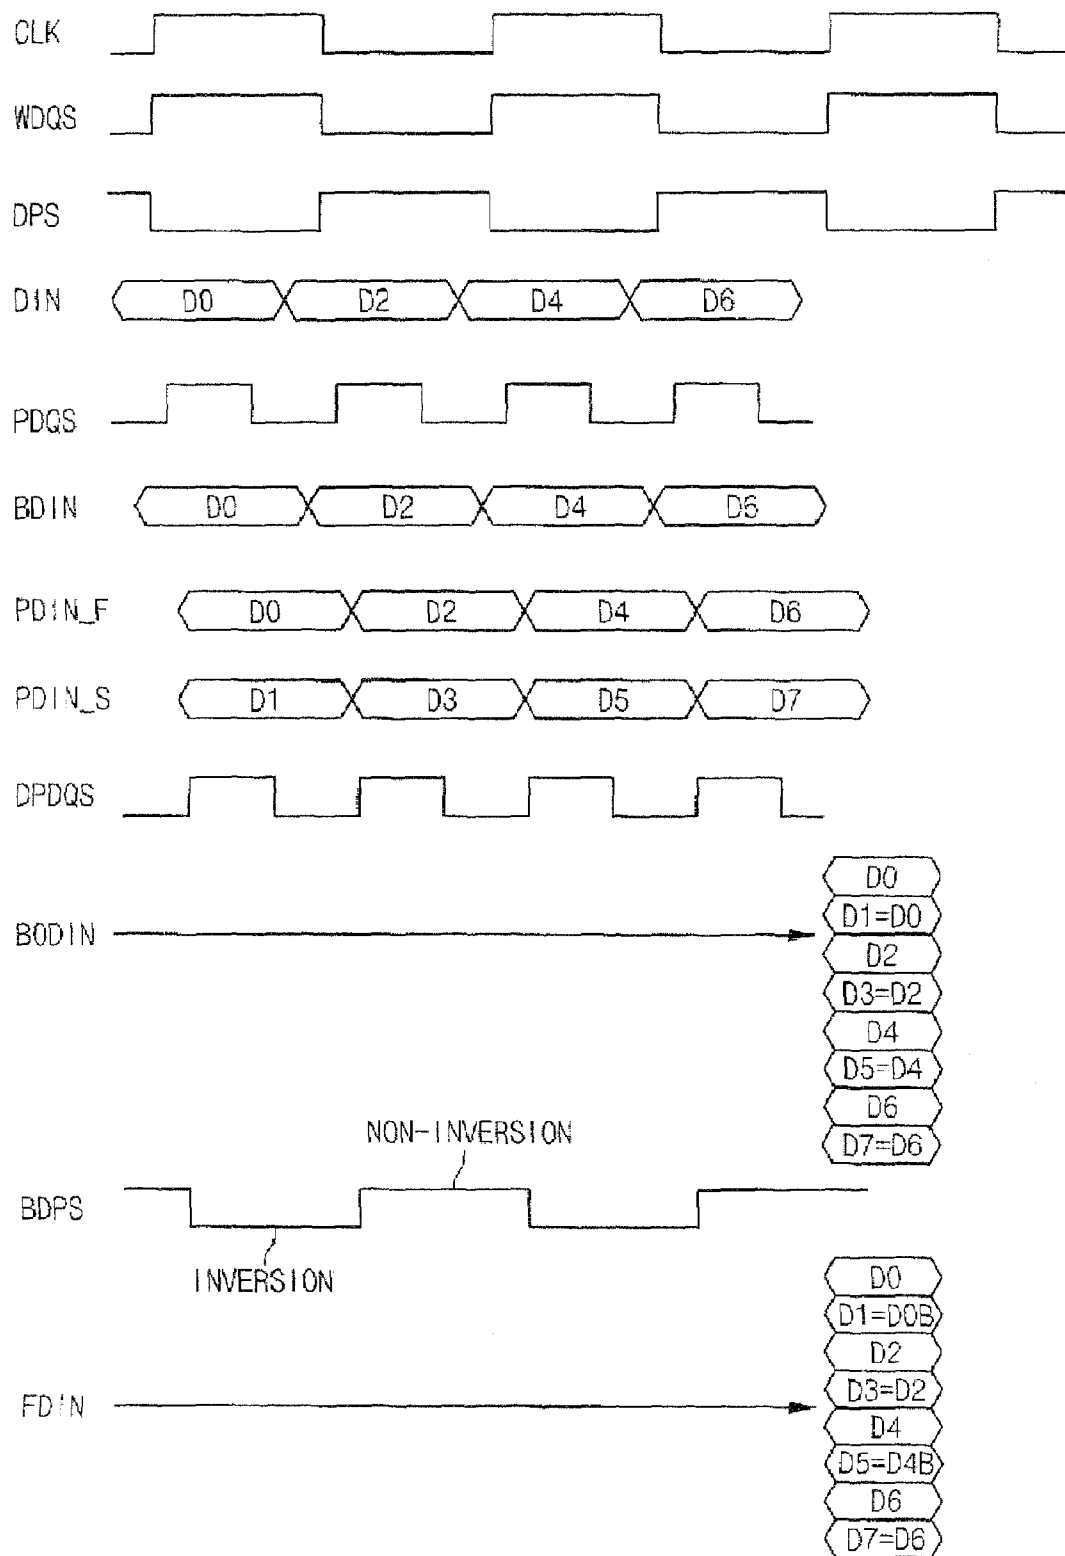 CLK
WDQS
DPS
DIN D0 D2 D4 D6
PDQS
BDIN D0 D2 D4 D6
PDIN_F D0 D2 D4 D6
PDIN_S D1 D3 D5 D7
DPDQS
BODIN
D0
D1=D0
D2
D3=D2
D4
D5=D4
D6
D7=D6
NON-INVERSION
BDPS
INVERSION
FDIN
D0
D1=D0B
D2
D3=D2
D4
D5=D4B
D6
D7=D6